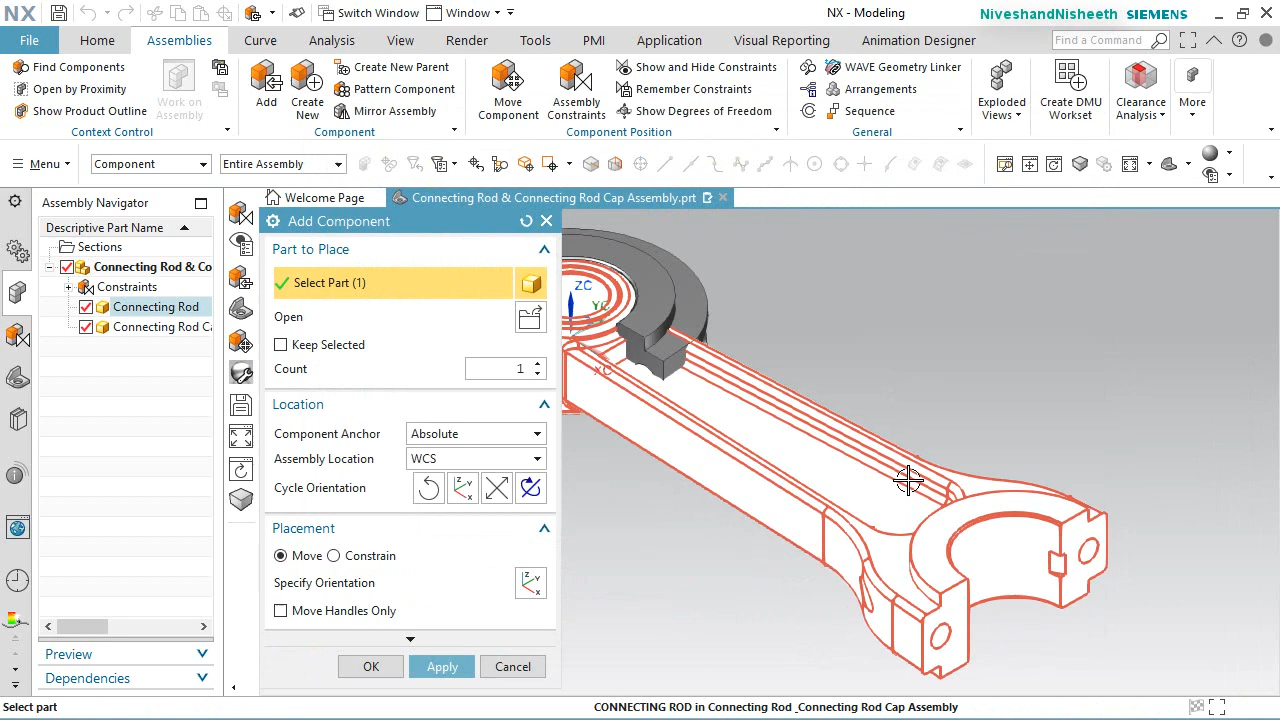 NX
Switch Window
Window
NX - Modeling
NiveshandNisheeth SIEMENS
File
Home
Assemblies
Curve
Analysis
View
Render
Tools
PMI
Application
Visual Reporting
Animation Designer
Find a Command
Find Components
Open by Proximity
Show Product Outline
Context Control
Work on
Assembly
Add
Create
New
Create New Parent
Pattern Component
Mirror Assembly
Component
Move
Component
Assembly
Constraints
Show and Hide Constraints
Remember Constraints
Show Degrees of Freedom
Component Position
WAVE Geometry Linker
Arrangements
Sequence
General
Exploded
Views
Create DMU
Workset
Clearance
Analysis
More
Menu
Component
Entire Assembly
Assembly Navigator
Descriptive Part Name
Sections
Connecting Rod & Co
Constraints
Connecting Rod
Connecting Rod Ca
Preview
Dependencies
Welcome Page
Connecting Rod & Connecting Rod Cap Assembly.prt
Add Component
Part to Place
Select Part (1)
Open
Keep Selected
Count 1
Location
Component Anchor Absolute
Assembly Location WCS
Cycle Orientation
Placement
Move Constrain
Specify Orientation
Move Handles Only
OK Apply Cancel
ZC
YC
XC
Select part
CONNECTING ROD in Connecting Rod _Connecting Rod Cap Assembly